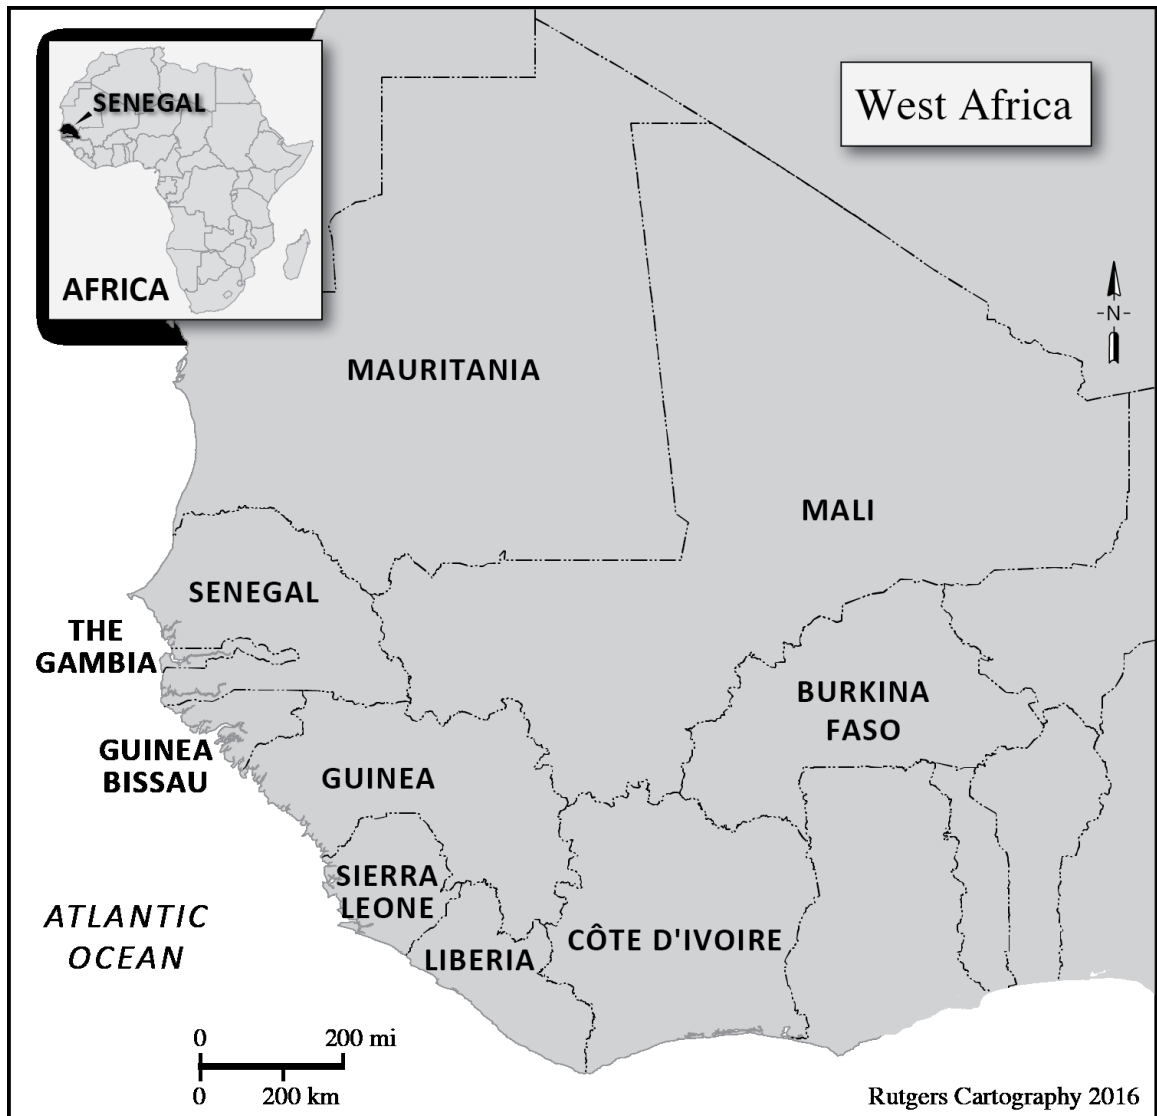 SENEGAL
AFRICA
West Africa
-N-
MAURITANIA
MALI
SENEGAL
THE
GAMBIA
BURKINA
FASO
GUINEA
BISSAU
GUINEA
SIERRA
LEONE
ATLANTIC
OCEAN
CÔTE D'IVOIRE
LIBERIA
0 200 mi
0 200 km
Rutgers Cartography 2016